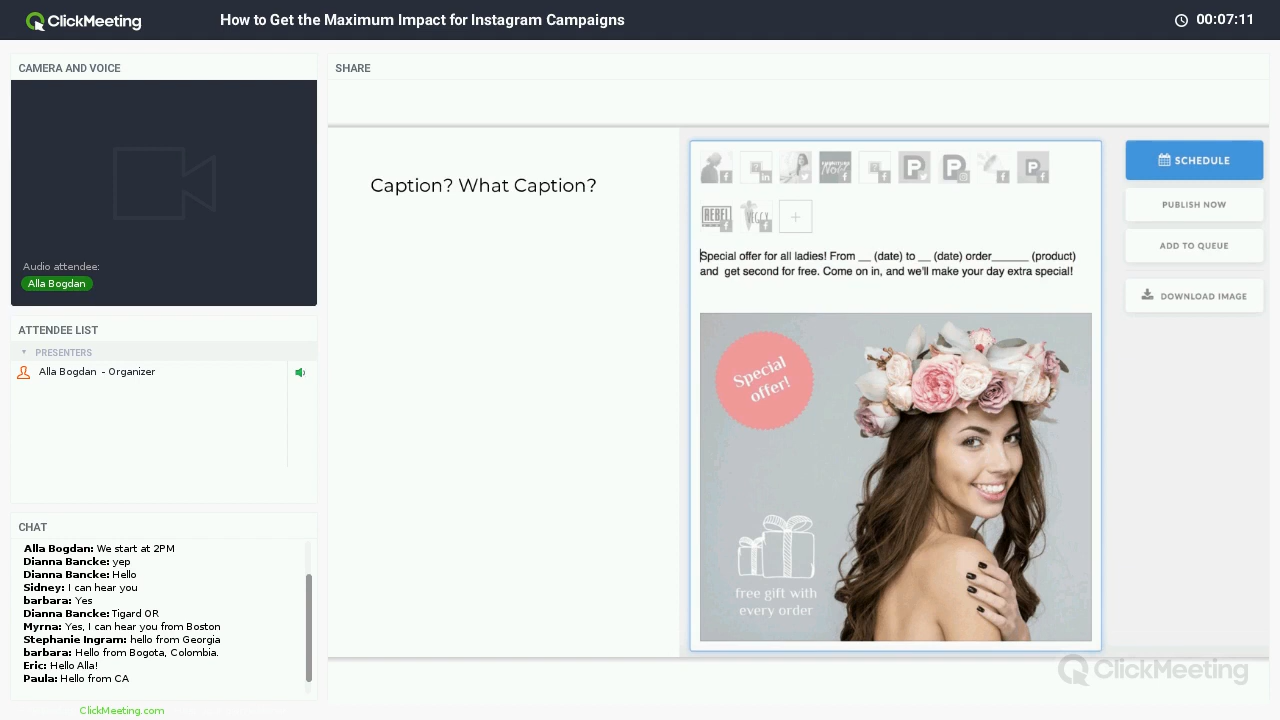 ClickMeeting
How to Get the Maximum Impact for Instagram Campaigns
00:07:11
CAMERA AND VOICE
Audio attendee:
Alla Bogdan
ATTENDEE LIST
PRESENTERS
Alla Bogdan - Organizer
CHAT
Alla Bogdan: We start at 2PM
Dianna Bancke: yep
Dianna Bancke: Hello
Sidney: I can hear you
barbara: Yes
Dianna Bancke: Tigard OR
Myrna: Yes, I can hear you from Boston
Stephanie Ingram: hello from Georgia
barbara: Hello from Bogota, Colombia.
Eric: Hello Alla!
Paula: Hello from CA
ClickMeeting.com
SHARE
Caption? What Caption?
REBEL
Special offer for all ladies! From __ (date) to __ (date) order______ (product)
and get second for free. Come on in, and we'll make your day extra special!
Special
offer!
free gift with
every order
SCHEDULE
PUBLISH NOW
ADD TO QUEUE
DOWNLOAD IMAGE
ClickMeeting